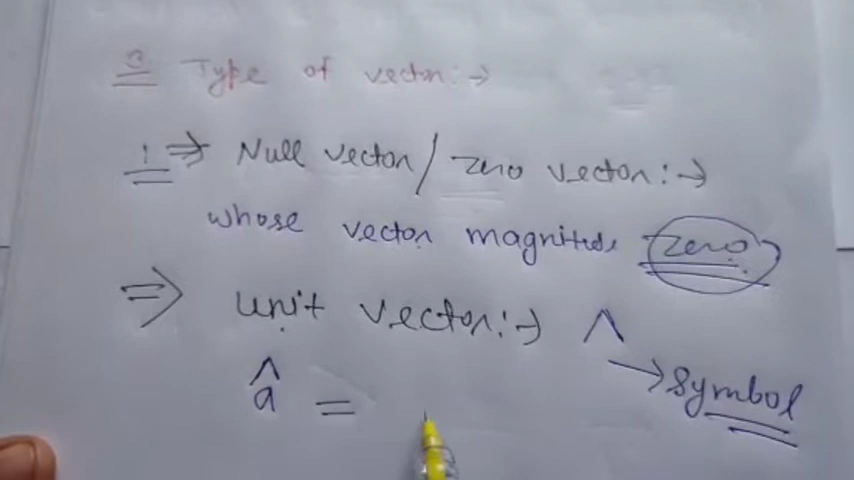 Type of vector:→
1 ⇒ Null vector/zero vector:→
whose vector magnitude zero
⇒ unit vector:→ ^
→ Symbol
â =